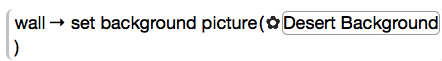 wall → set background picture(✿Desert Background
)